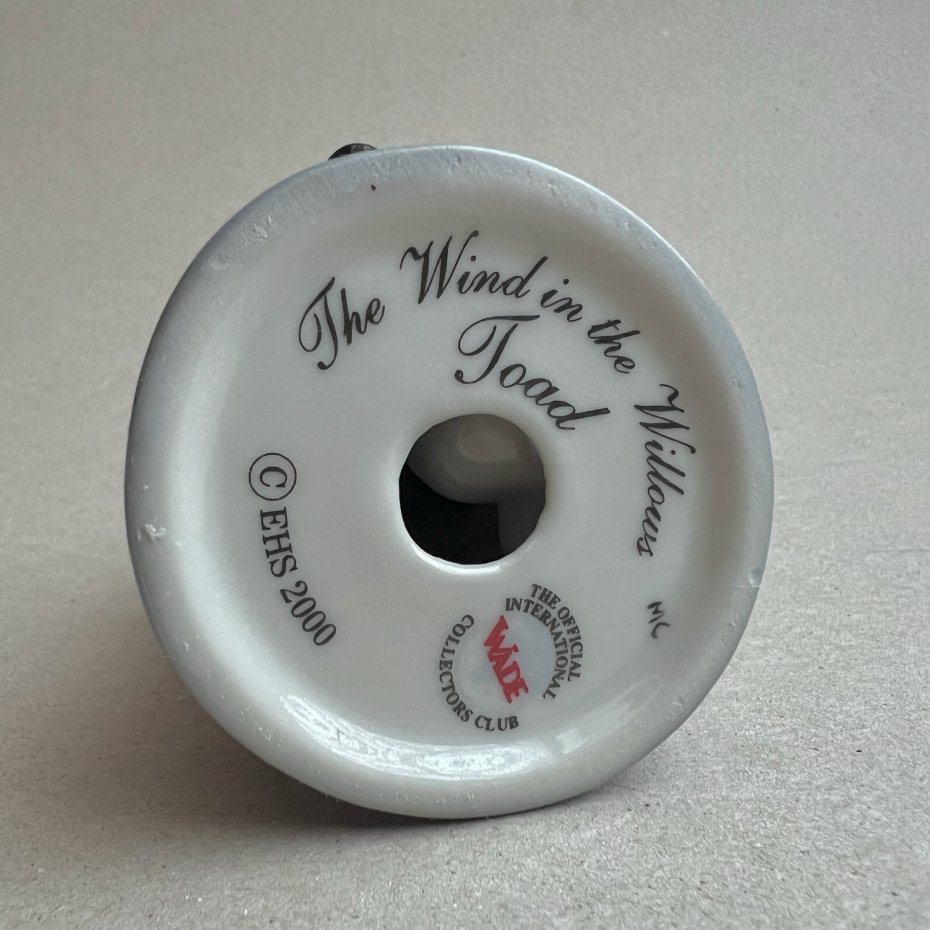 The Wind in the Willows
Toad
© EHS 2000
THE OFFICIAL
INTERNATIONAL
WADE
COLLECTORS CLUB